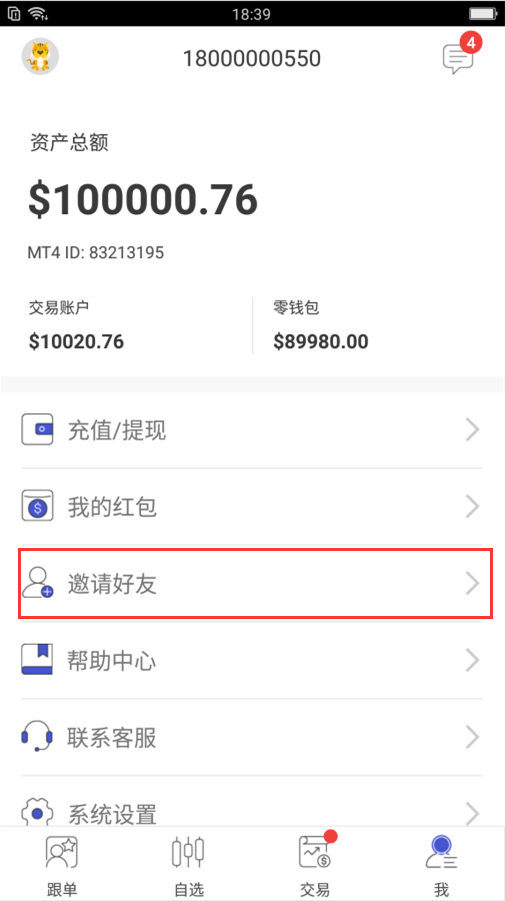 18:39
18000000550
4
资产总额
$100000.76
MT4 ID: 83213195
交易账户
零钱包
$10020.76
$89980.00
充值/提现
我的红包
邀请好友
帮助中心
联系客服
系统设置
跟单
自选
交易
我